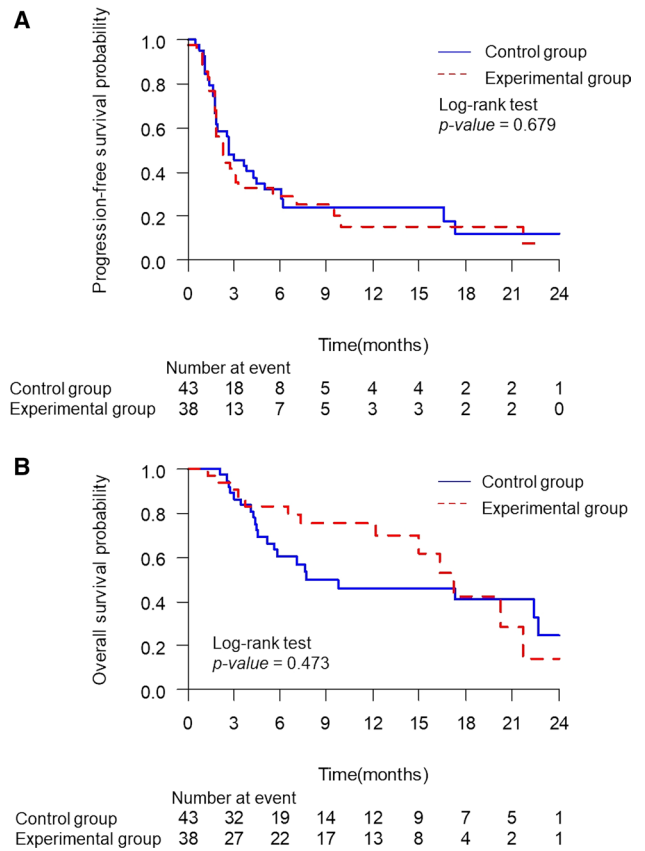 A
Progression-free survival probability
1.0
0.8
0.6
0.4
0.2
0.0
Control group
Experimental group
Log-rank test
p-value = 0.679
0 3 6 9 12 15 18 21 24
Time(months)
Number at event
Control group 43 18 8 5 4 4 2 2 1
Experimental group 38 13 7 5 3 3 2 2 0
B
Overall survival probability
1.0
0.8
0.6
0.4
0.2
0.0
Control group
Experimental group
Log-rank test
p-value = 0.473
0 3 6 9 12 15 18 21 24
Time(months)
Number at event
Control group 43 32 19 14 12 9 7 5 1
Experimental group 38 27 22 17 13 8 4 2 1